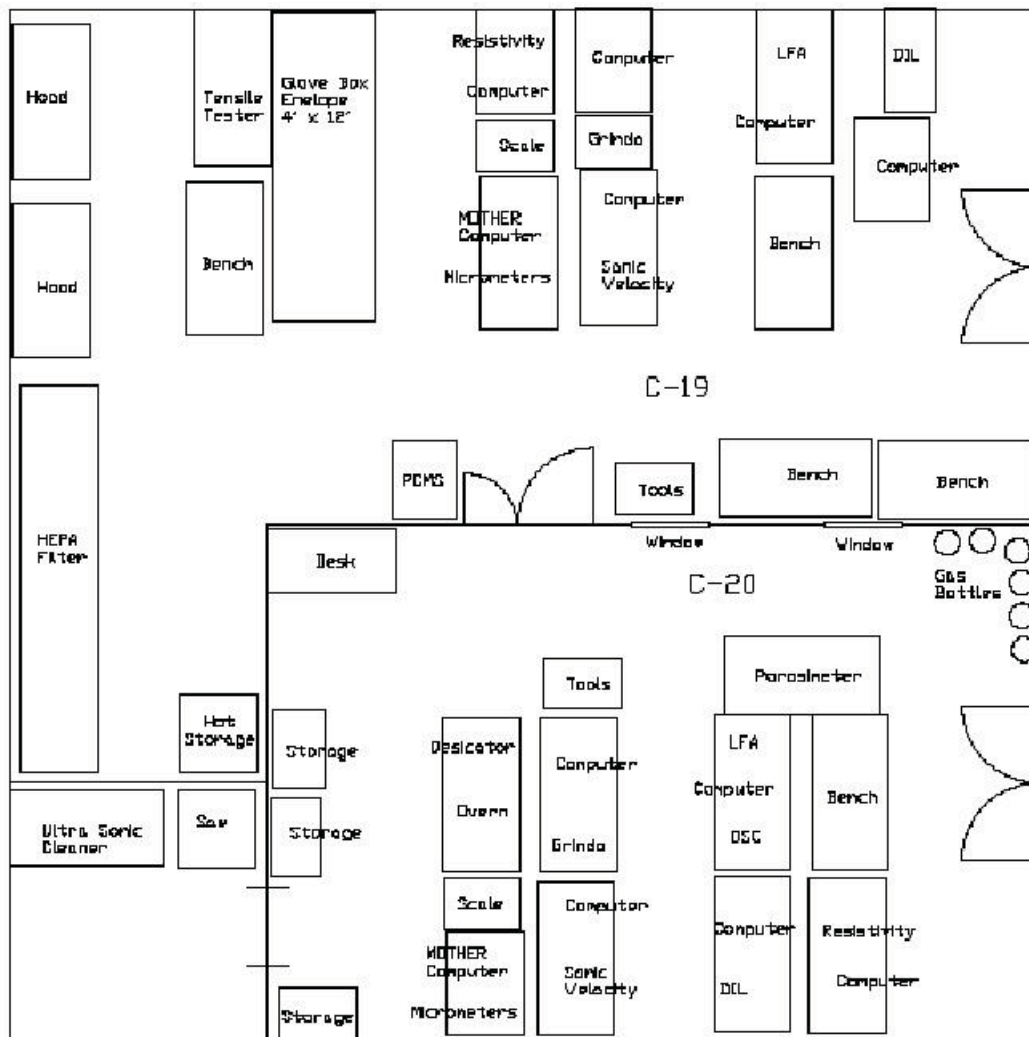 Hood
Tensile
Tester
Glove Box
Enelope
4' x 12'
Resistivity
Computer
Computer
LFA
Computer
DIL
Scale
Grindo
Computer
Hood
Bench
MOTHER
Computer
Micrometers
Computer
Sonic
Velocity
Bench
C-19
PCMS
Tools
Bench
Bench
HEPA
Filter
Window
Window
Desk
C-20
Gas
Bottles
Tools
Porosimeter
Hot
Storage
Storage
Desicator
Computer
LFA
Computer
Bench
Ultra Sonic
Cleaner
Saw
Storage
Overn
Grindo
DSC
Scale
Computer
Computer
Resistivity
MOTHER
Computer
Sonic
Velocity
Computer
DIL
Storage
Micrometers